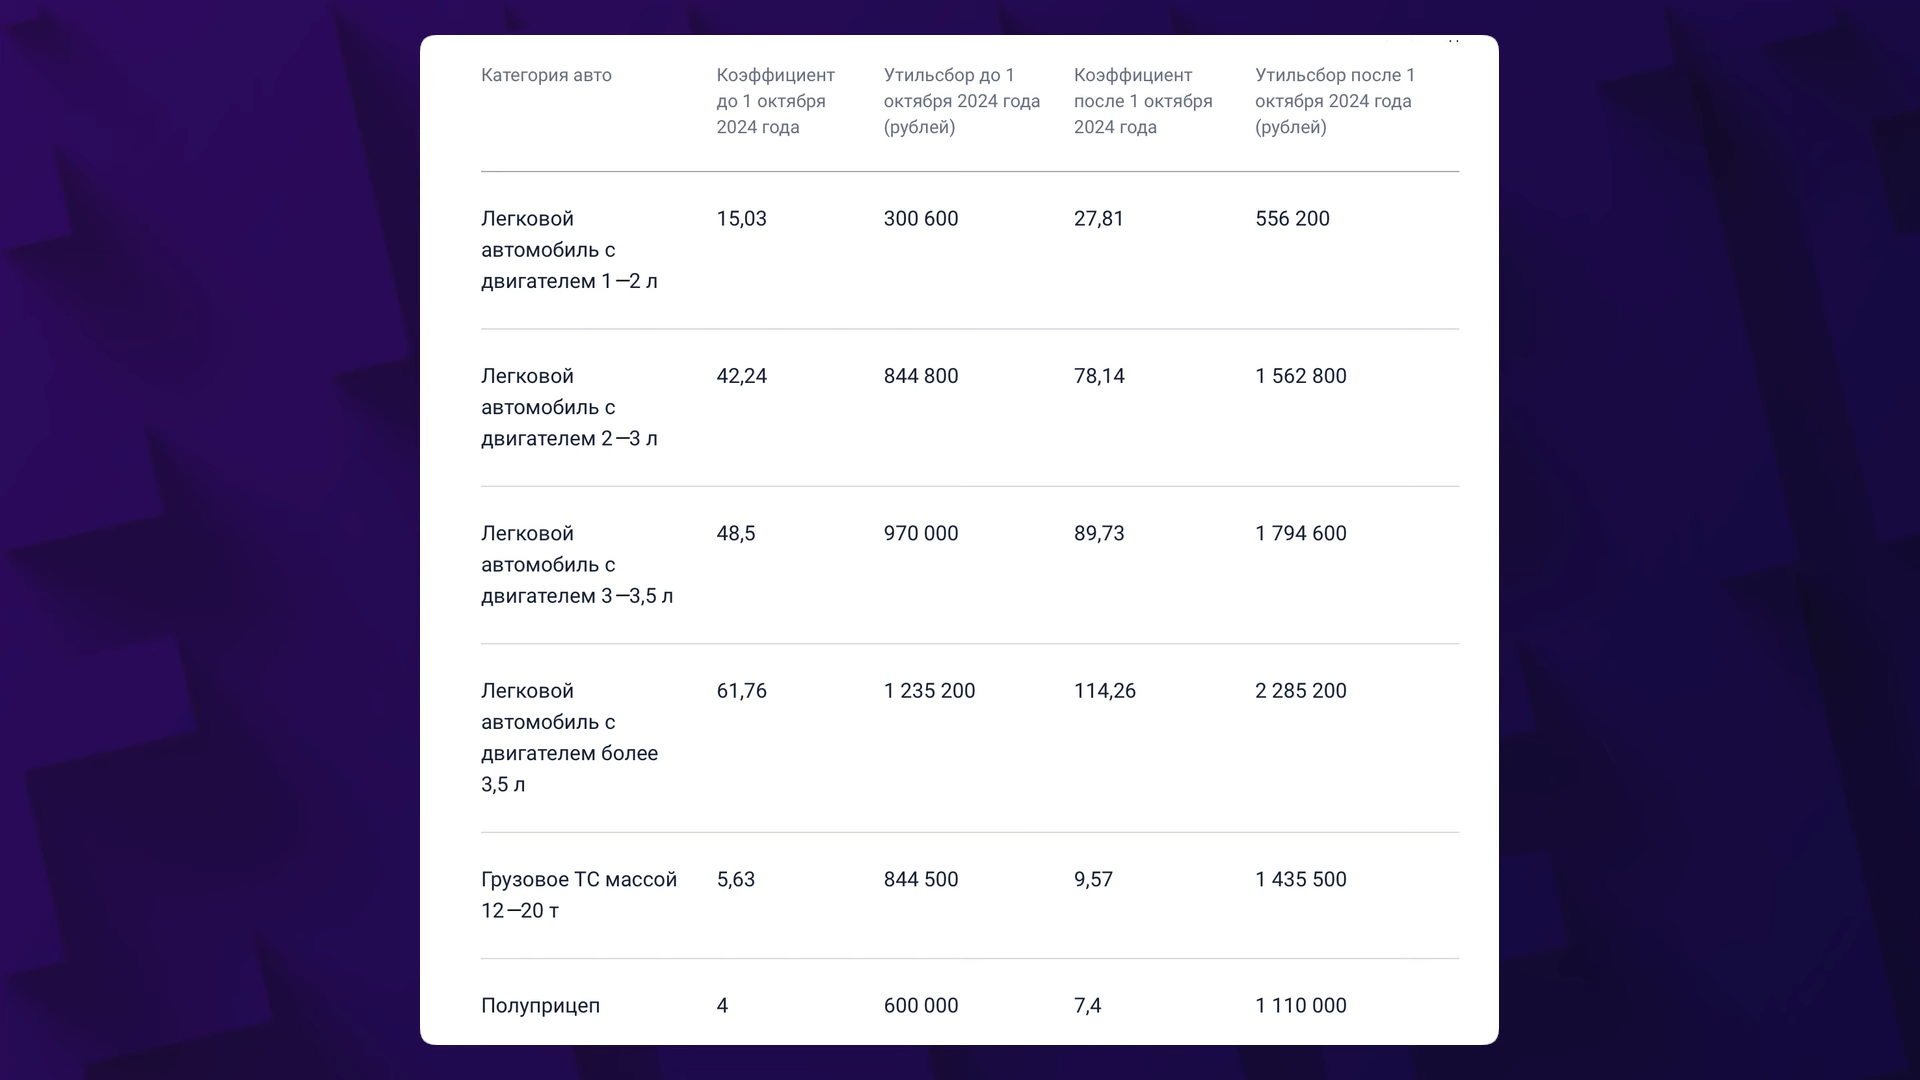 Категория авто
Коэффициент
до 1 октября
2024 года
Утильсбор до 1
октября 2024 года
(рублей)
Коэффициент
после 1 октября
2024 года
Утильсбор после 1
октября 2024 года
(рублей)
Легковой
автомобиль с
двигателем 1—2 л
15,03
300 600
27,81
556 200
Легковой
автомобиль с
двигателем 2—3 л
42,24
844 800
78,14
1 562 800
Легковой
автомобиль с
двигателем 3—3,5 л
48,5
970 000
89,73
1 794 600
Легковой
автомобиль с
двигателем более
3,5 л
61,76
1 235 200
114,26
2 285 200
Грузовое ТС массой
12—20 т
5,63
844 500
9,57
1 435 500
Полуприцеп
4
600 000
7,4
1 110 000